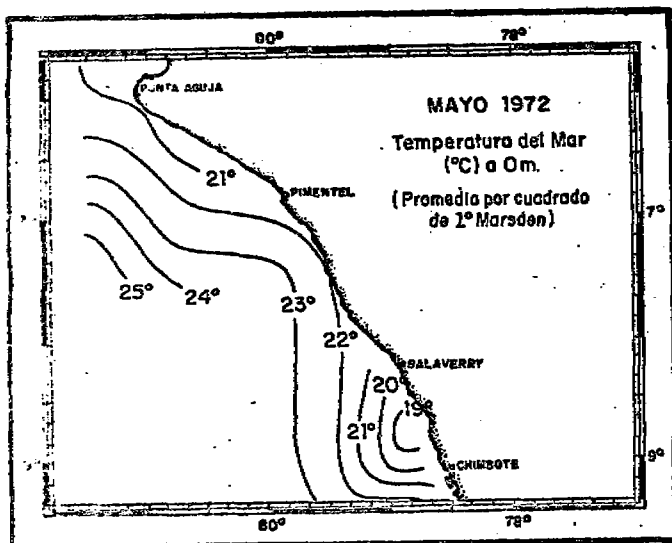 80° 78°
PUNTA AGUJA
MAYO 1972
Temperatura del Mar
(°C) a 0m.
(Promedio por cuadrado
de 1° Marsden)
21°
PIMENTEL
7°
25° 24° 23°
22°
SALAVERRY
20°
19°
21°
CHIMBOTE
9°
80° 78°